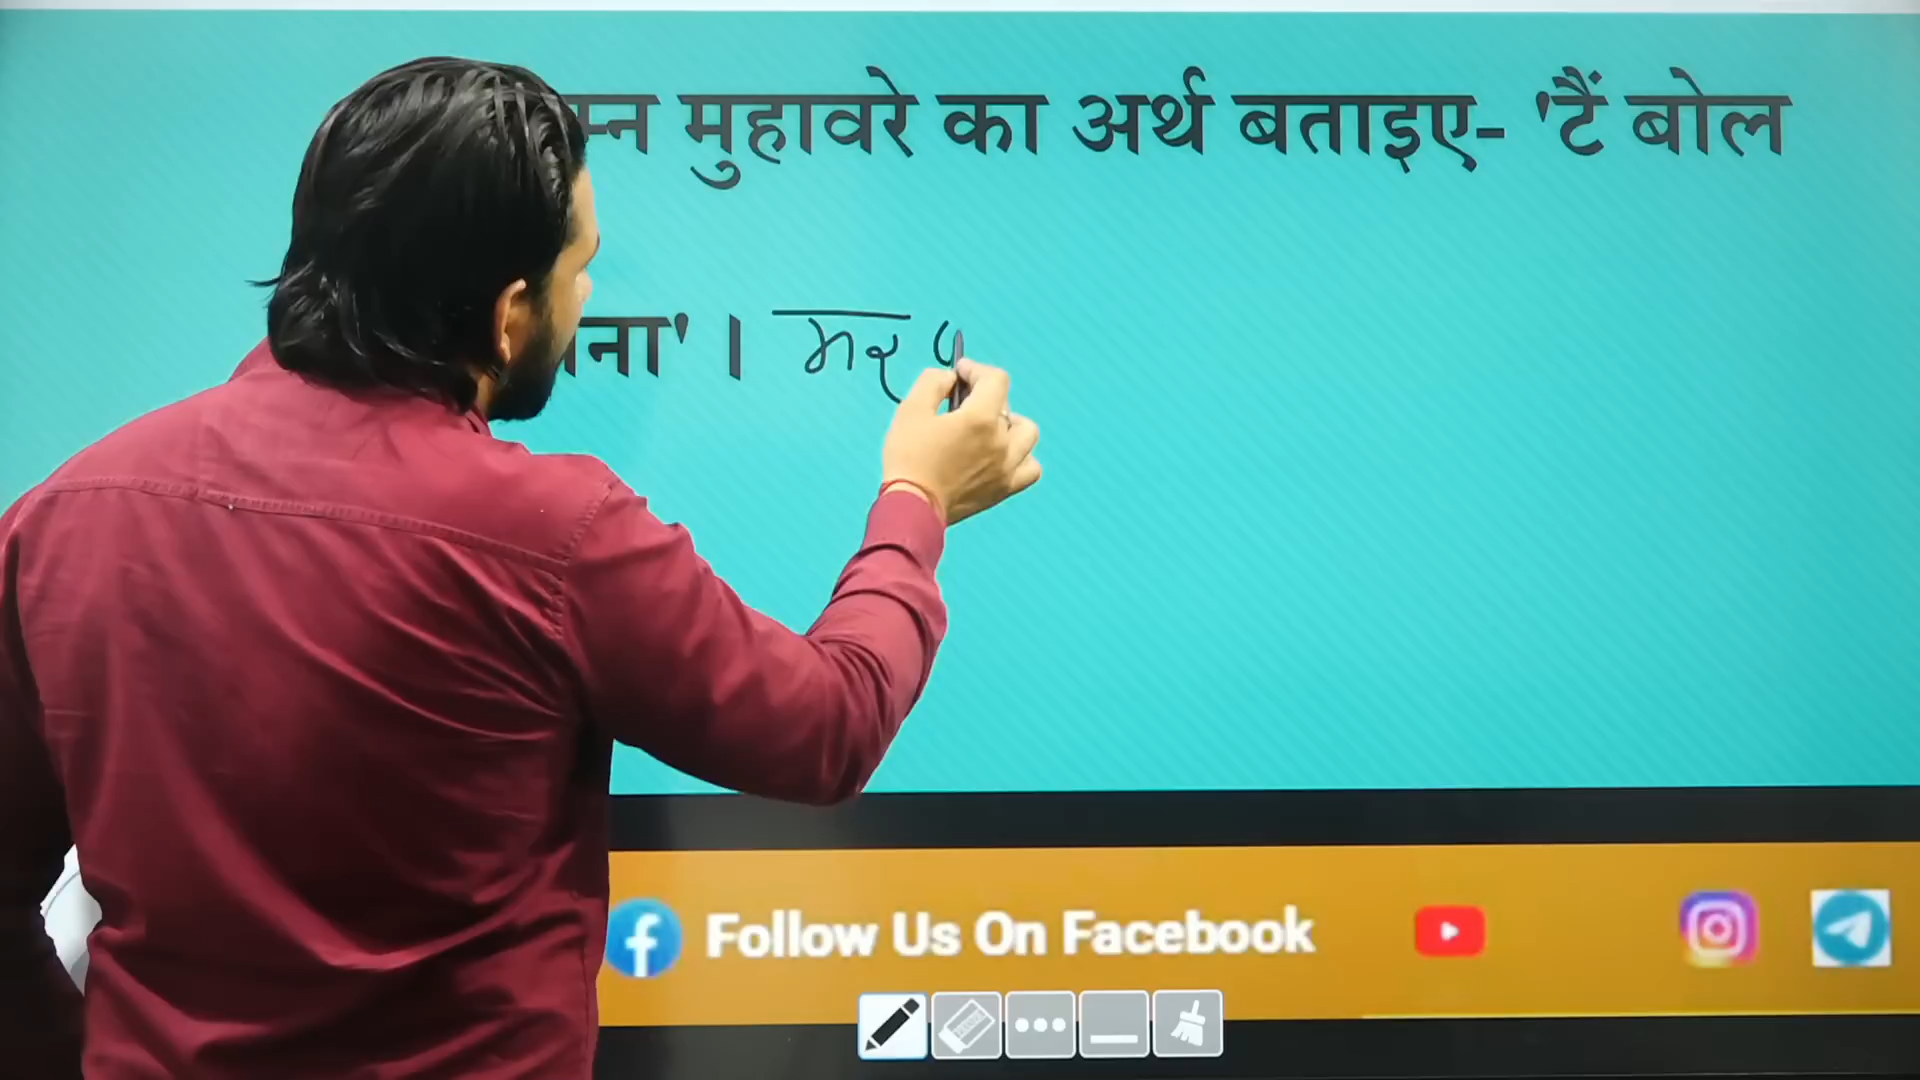 मुहावरे का अर्थ बताइए- 'टैं बोल
ना' । मर
Follow Us On Facebook